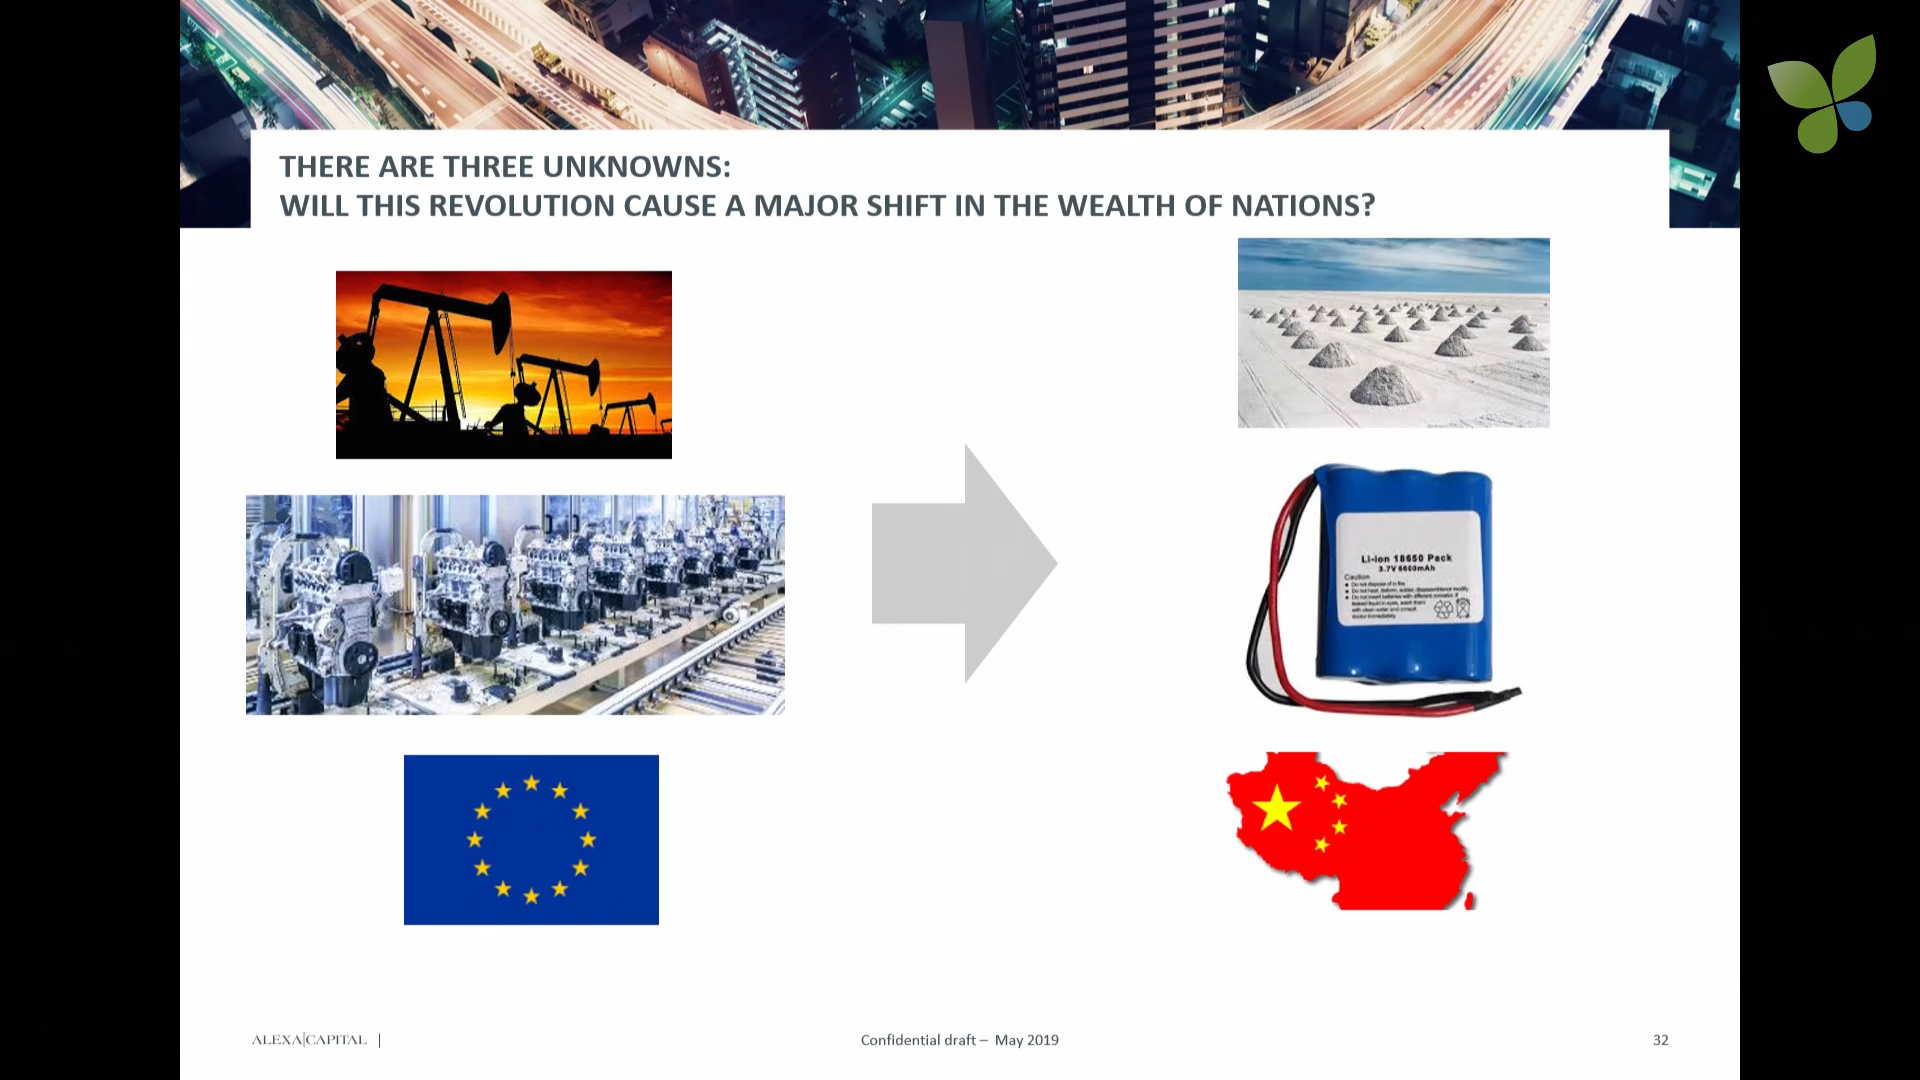 THERE ARE THREE UNKNOWNS:
WILL THIS REVOLUTION CAUSE A MAJOR SHIFT IN THE WEALTH OF NATIONS?
Li-ion 18650 Pack
3.7V 6600mAh
Caution
ALEXA|CAPITAL |
Confidential draft – May 2019
32